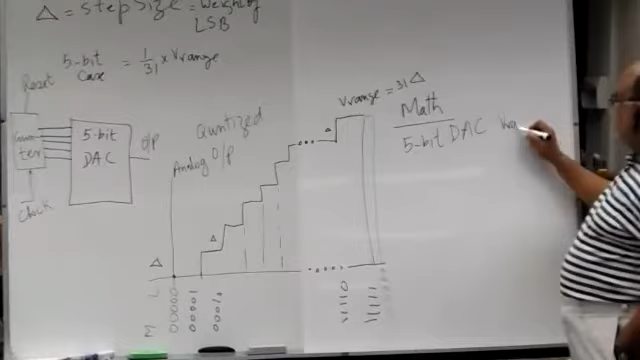 Δ = step size = Weight of
LSB
5-bit
Case = 1/31 x Vrange
Reset
Counter
5-bit
DAC
O/P
Clock
Quantized
Analog O/P
Vrange = 31 Δ
Math
5-bit DAC
Δ
Δ
Δ
L
M
00000
00001
00010
11110
11111